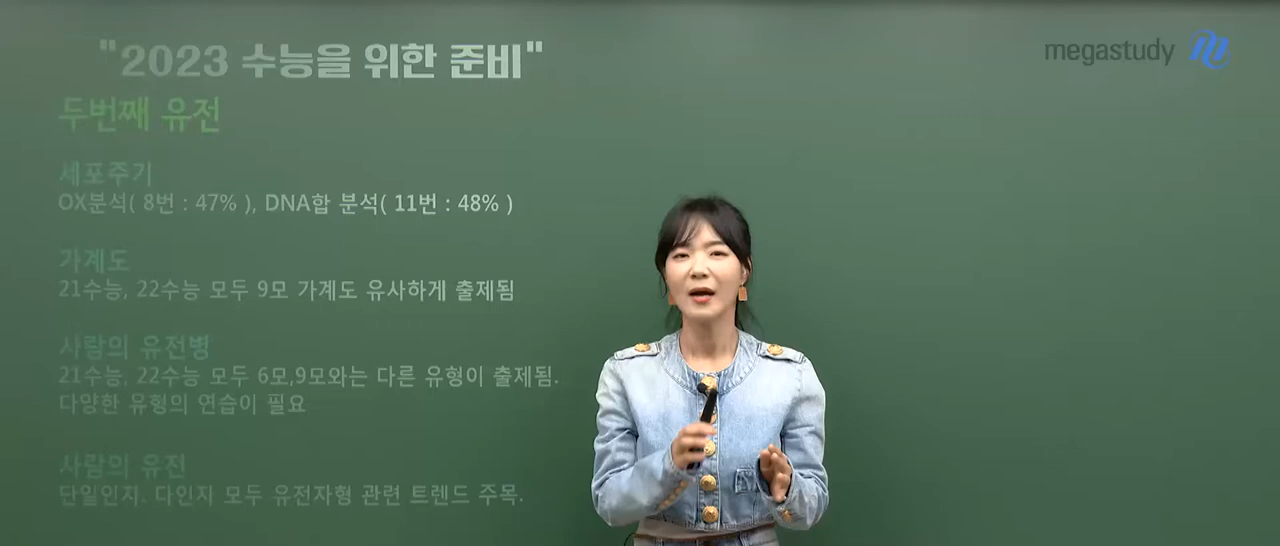 "2023 수능을 위한 준비"
megastudy
두번째 유전
세포주기
OX분석( 8번 : 47% ), DNA합 분석( 11번 : 48% )
가계도
21수능, 22수능 모두 9모 가계도 유사하게 출제됨
사람의 유전병
21수능, 22수능 모두 6모,9모와는 다른 유형이 출제됨.
다양한 유형의 연습이 필요
사람의 유전
단일인자. 다인자 모두 유전자형 관련 트렌드 주목.